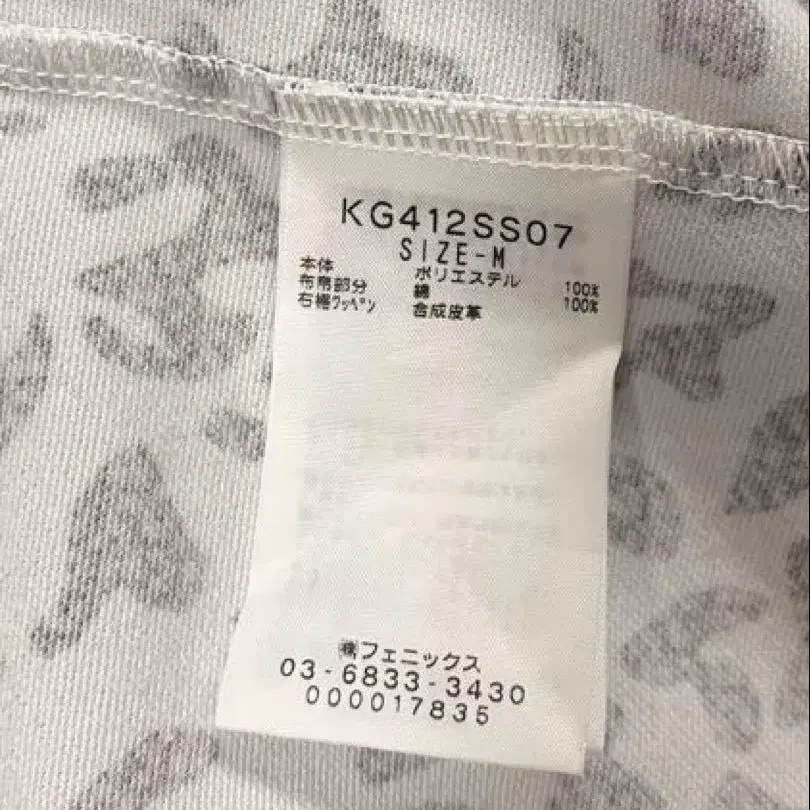 KG412SS07
SIZE-M
本体 ポリエステル 100%
布帛部分 綿 100%
右裾ワッペン 合成皮革
㈱フェニックス
03-6833-3430
000017835